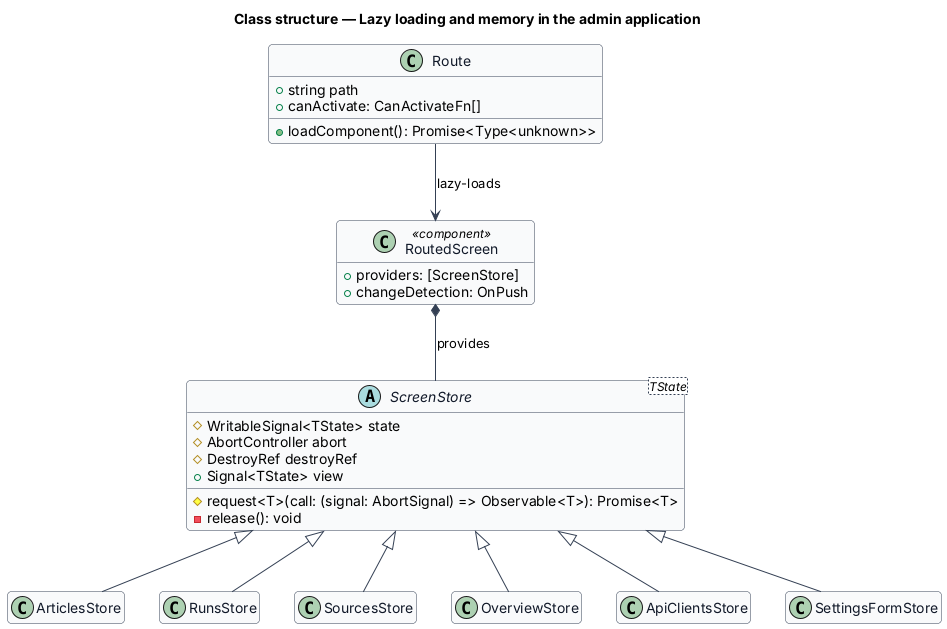 Class structure — Lazy loading and memory in the admin application
C Route
string path
canActivate: CanActivateFn[]
loadComponent(): Promise<Type<unknown>>
lazy-loads
«component»
C RoutedScreen
providers: [ScreenStore]
changeDetection: OnPush
provides
TState
A ScreenStore
WritableSignal<TState> state
AbortController abort
DestroyRef destroyRef
Signal<TState> view
request<T>(call: (signal: AbortSignal) => Observable<T>): Promise<T>
release(): void
C ArticlesStore
C RunsStore
C SourcesStore
C OverviewStore
C ApiClientsStore
C SettingsFormStore